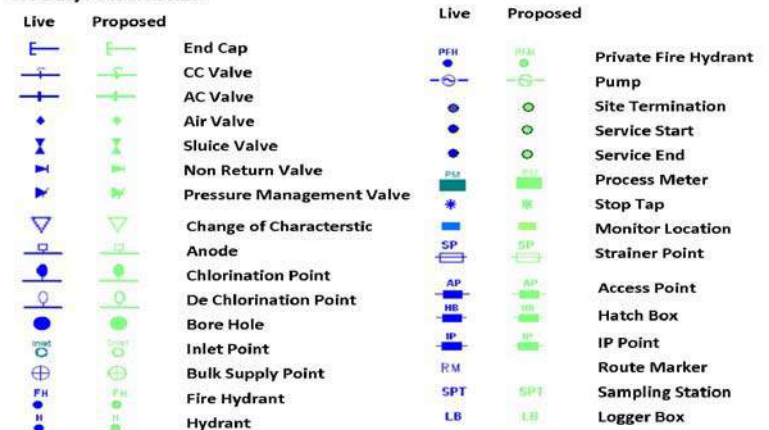 Live Proposed
End Cap
CC Valve
AC Valve
Air Valve
Sluice Valve
Non Return Valve
Pressure Management Valve
Change of Characterstic
Anode
Chlorination Point
De Chlorination Point
Bore Hole
Inlet Inlet Inlet Point
Bulk Supply Point
FH FH Fire Hydrant
H H Hydrant
Live Proposed
PFH PFH Private Fire Hydrant
Pump
Site Termination
Service Start
Service End
PM PM Process Meter
Stop Tap
Monitor Location
SP SP Strainer Point
AP AP Access Point
HB HB Hatch Box
IP IP IP Point
RM Route Marker
SPT SPT Sampling Station
LB LB Logger Box